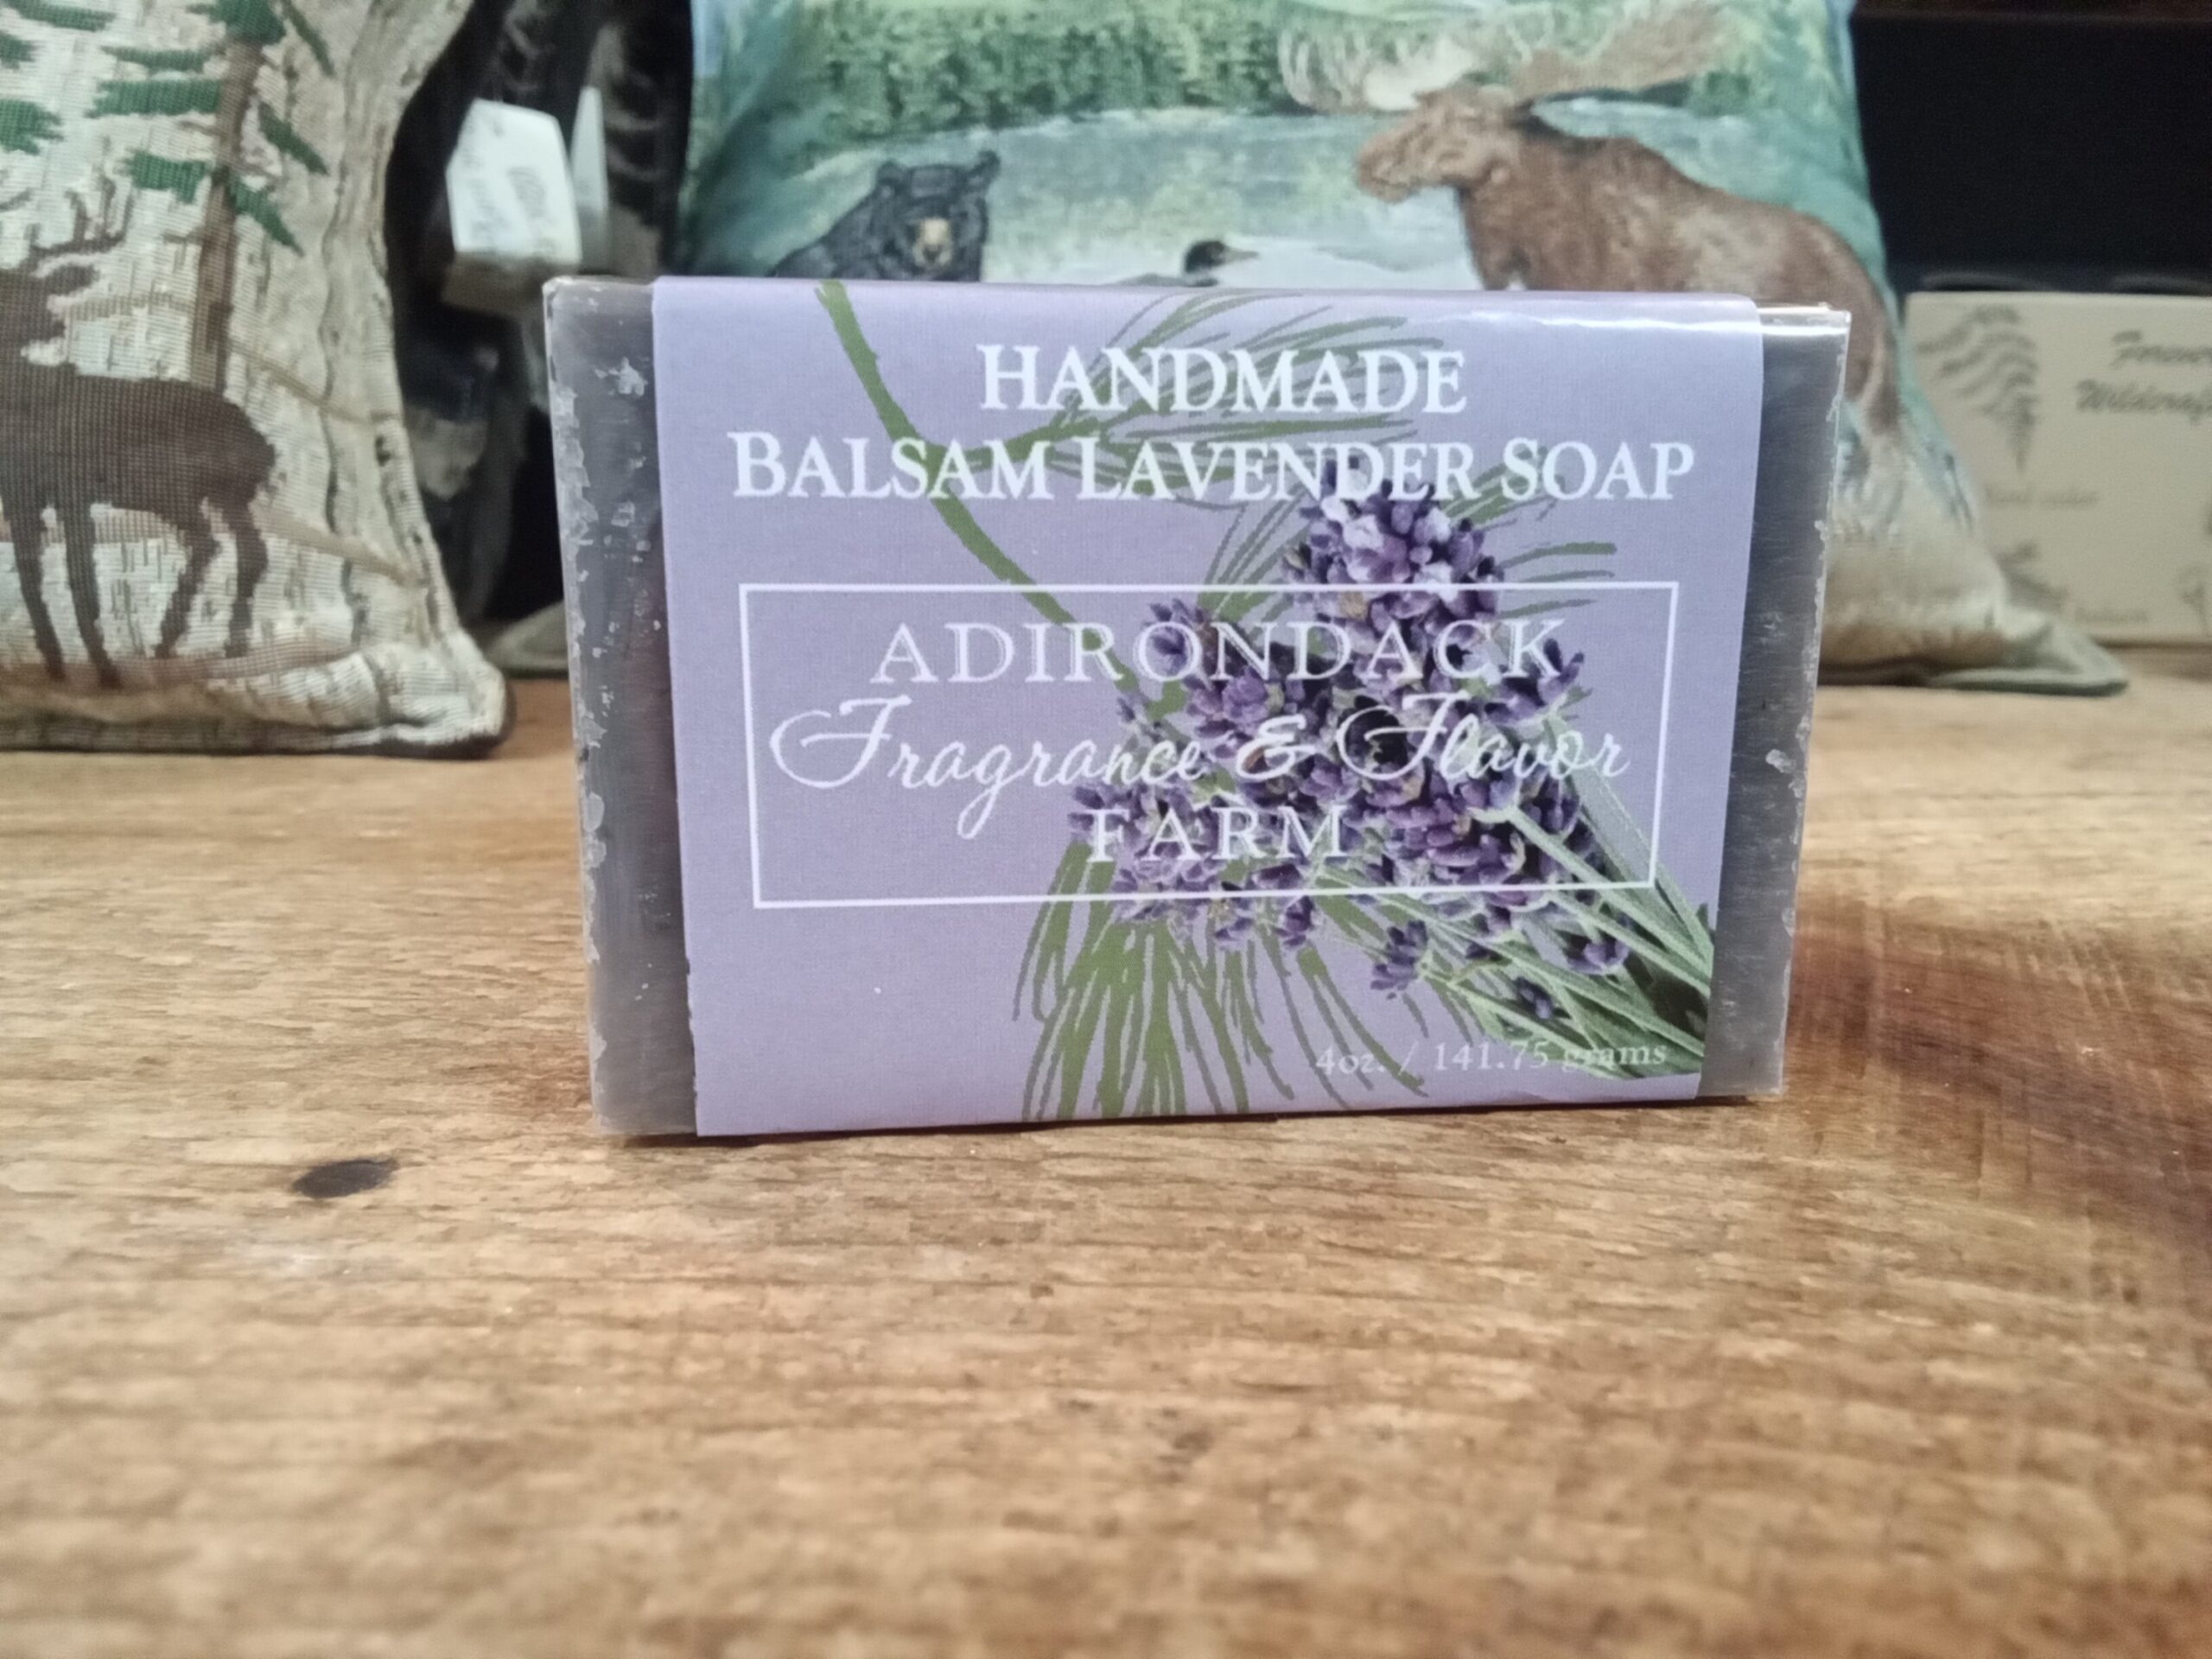 HANDMADE
BALSAM LAVENDER SOAP
ADIRONDACK
Fragrance & Flavor
FARM
4oz. / 141.75 grams